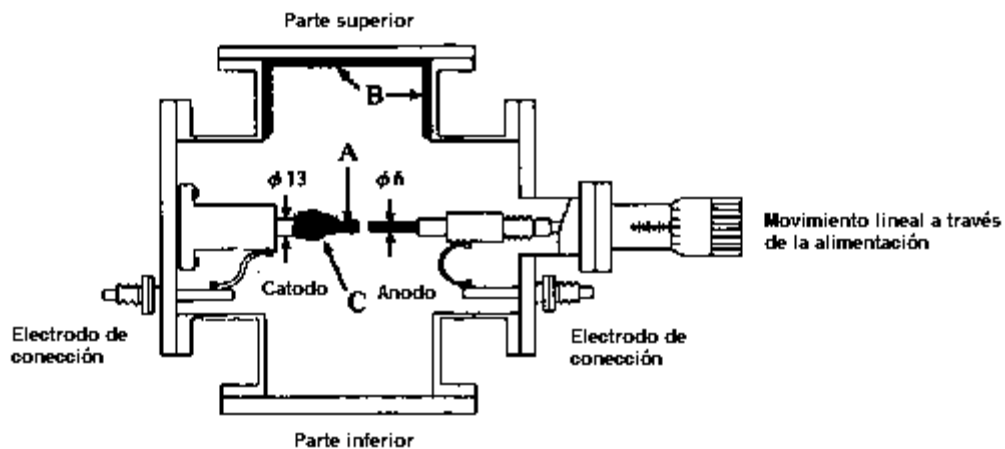 Parte superior
B
A
ϕ 13
ϕ 6
Movimiento lineal a través
de la alimentación
Catodo
C
Anodo
Electrodo de
conección
Electrodo de
conección
Parte inferior